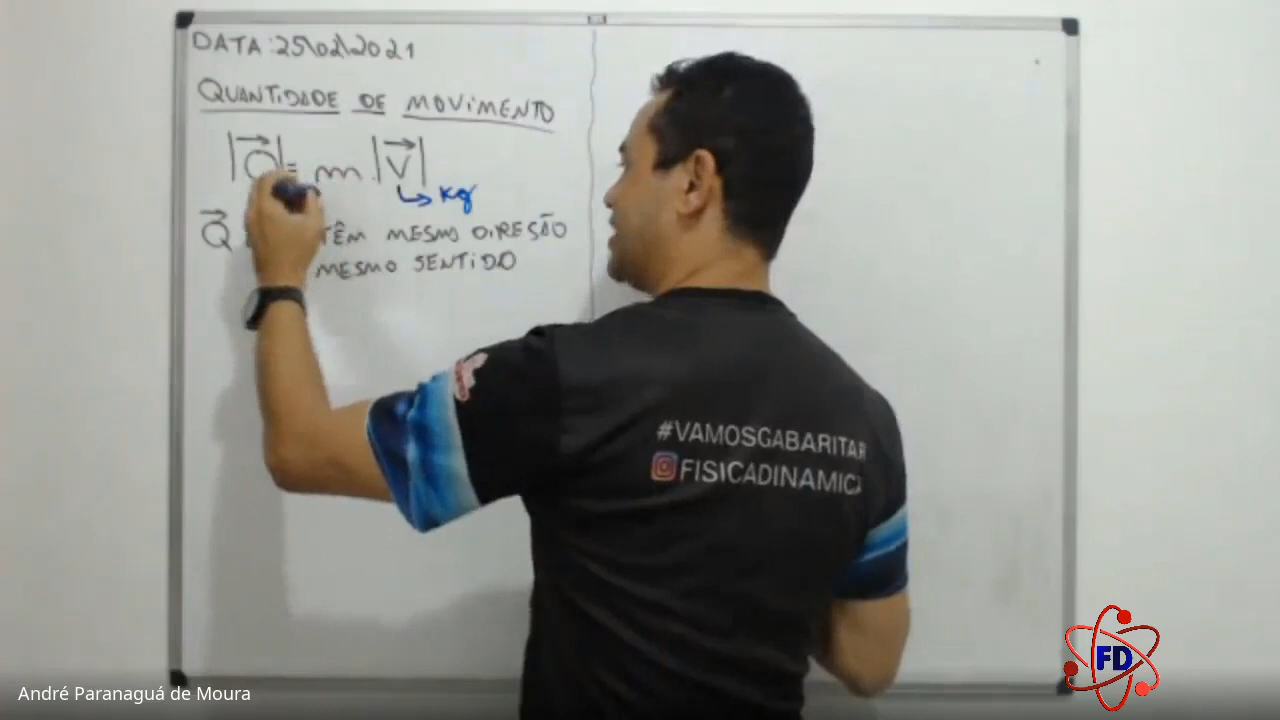 DATA:25\02\2021
QUANTIDADE DE MOVIMENTO
|Q|= m |V|
↳ Kg
Q TÊM MESMO DIRESÃO
MESMO SENTIDO
#VAMOSGABARITAR
FISICADINAMICA
André Paranaguá de Moura
FD